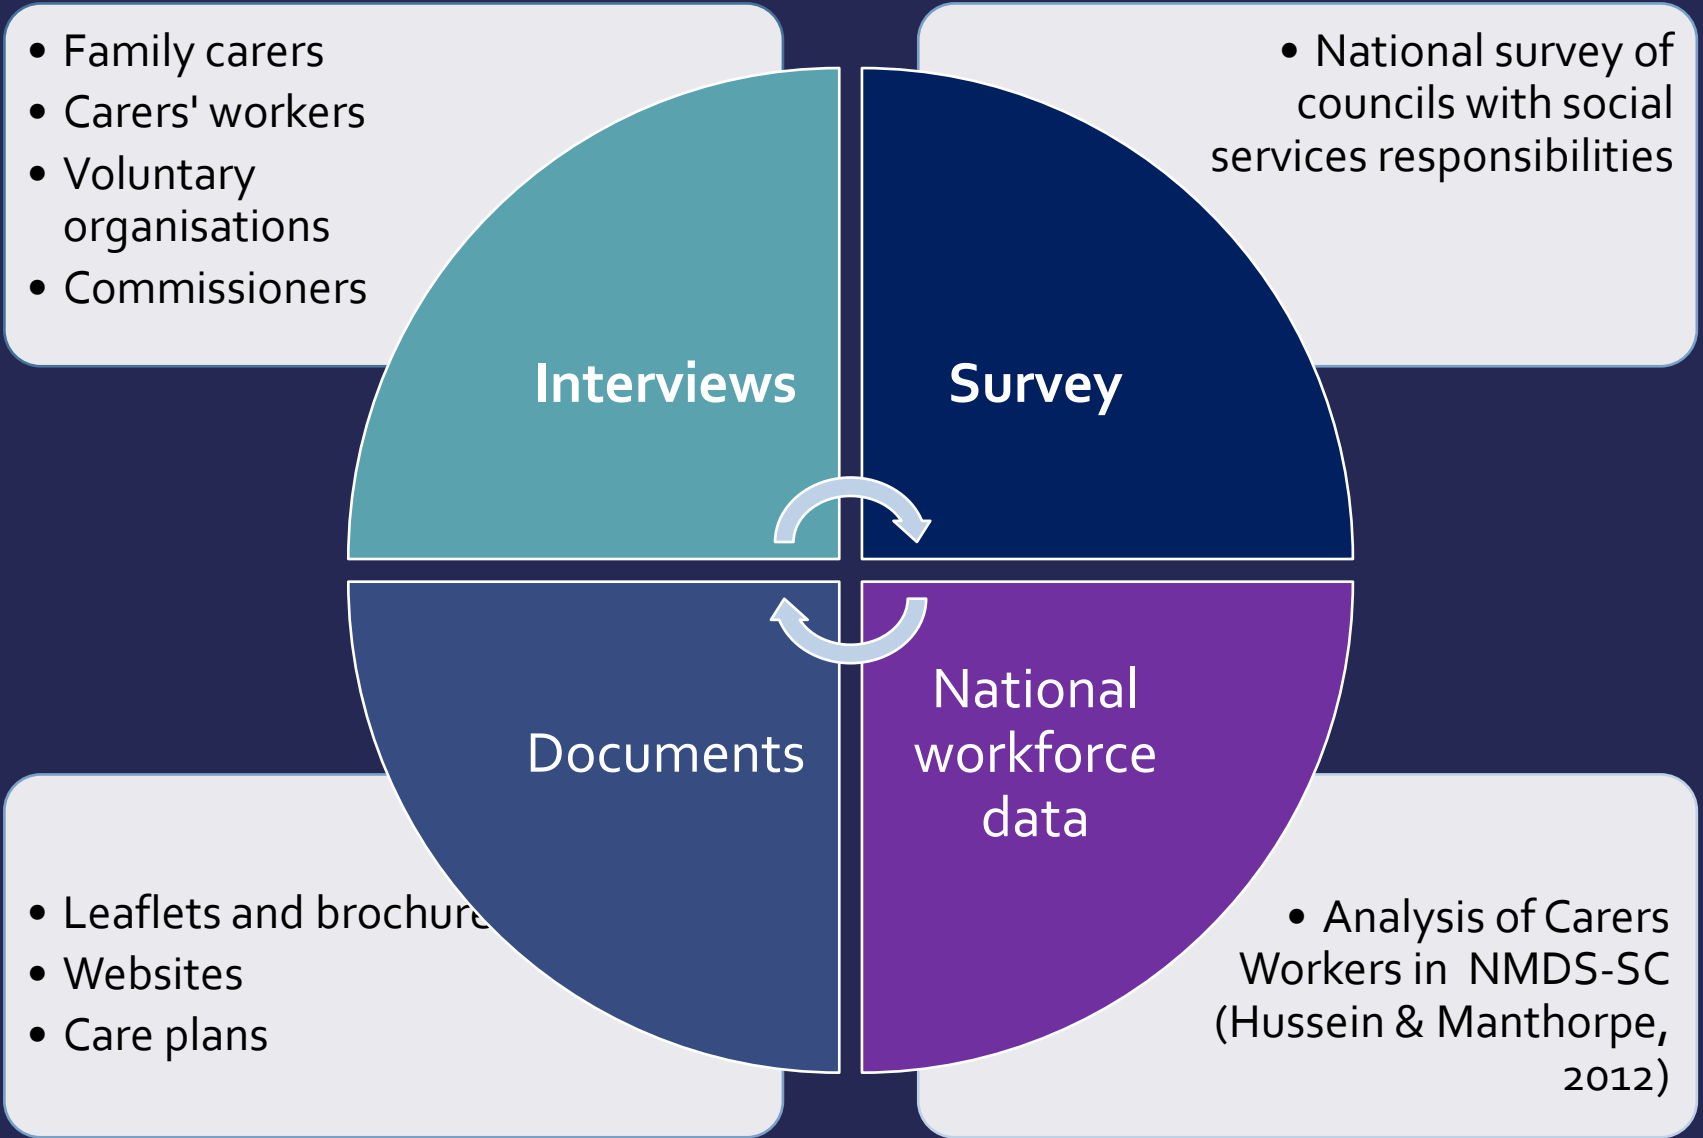 • Family carers
• Carers' workers
• Voluntary
organisations
• Commissioners
• National survey of
councils with social
services responsibilities
Interviews
Survey
Documents
National
workforce
data
• Leaflets and brochure
• Websites
• Care plans
• Analysis of Carers
Workers in NMDS-SC
(Hussein & Manthorpe,
2012)